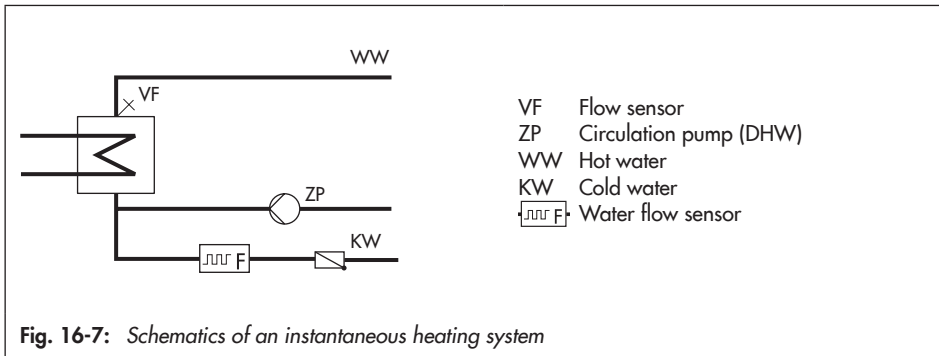 WW
VF
ZP
KW
F
VF Flow sensor
ZP Circulation pump (DHW)
WW Hot water
KW Cold water
F Water flow sensor
Fig. 16-7: Schematics of an instantaneous heating system